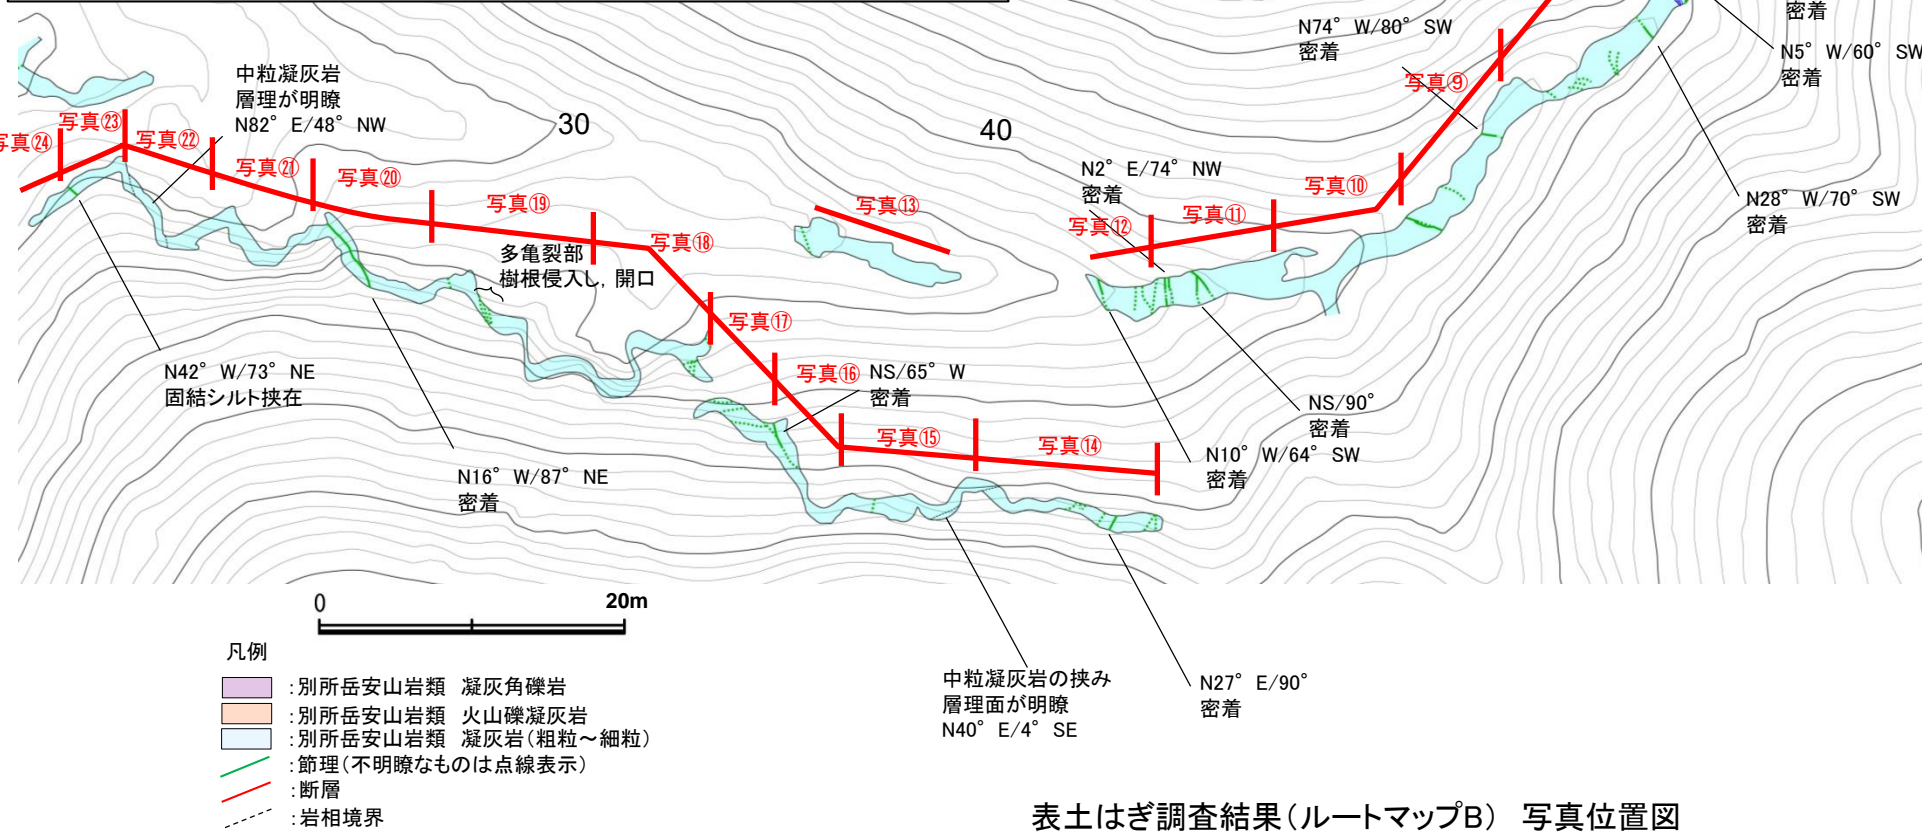 密着
N74° W/80° SW
密着
N5° W/60° SW
密着
写真⑨
中粒凝灰岩
層理が明瞭
N82° E/48° NW
30
40
写真㉓
写真㉒
写真㉔
写真㉑
写真⑳
写真⑲
写真⑱
写真⑬
N2° E/74° NW
密着
写真⑩
写真⑪
写真⑫
N28° W/70° SW
密着
多亀裂部
樹根侵入し, 開口
写真⑰
写真⑯
NS/65° W
密着
N42° W/73° NE
固結シルト挟在
NS/90°
密着
写真⑮
写真⑭
N10° W/64° SW
密着
N16° W/87° NE
密着
0
20m
中粒凝灰岩の挟み
層理面が明瞭
N40° E/4° SE
N27° E/90°
密着
凡例
:別所岳安山岩類 凝灰角礫岩
:別所岳安山岩類 火山礫凝灰岩
:別所岳安山岩類 凝灰岩(粗粒~細粒)
:節理(不明瞭なものは点線表示)
:断層
:岩相境界
表土はぎ調査結果(ルートマップB) 写真位置図